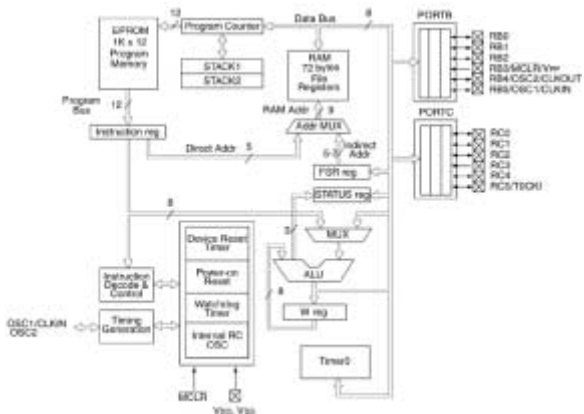 12
Data Bus
8
PORTB
EPROM
1K x 12
Program
Memory
Program Counter
STACK1
STACK2
RAM
72 bytes
File
Registers
RB0
RB1
RB2
RB3/MCLR/Vpp
RB4/OSC2/CLKOUT
RB5/OSC1/CLKIN
Program
Bus
12
RAM Addr
9
Addr MUX
PORTC
RC0
RC1
RC2
RC3
RC4
RC5/T0CKI
Instruction reg
Direct Addr
5
5-7
Indirect
Addr
FSR reg
STATUS reg
8
3
MUX
Device Reset
Timer
Instruction
Decode &
Control
Power-on
Reset
ALU
8
Watchdog
Timer
W reg
OSC1/CLKIN
OSC2
Timing
Generation
Internal RC
OSC
Timer0
MCLR